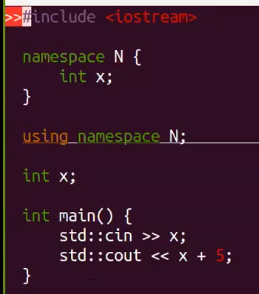 >>#include <iostream>
namespace N {
    int x;
}
using namespace N;
int x;
int main() {
    std::cin >> x;
    std::cout << x + 5;
}